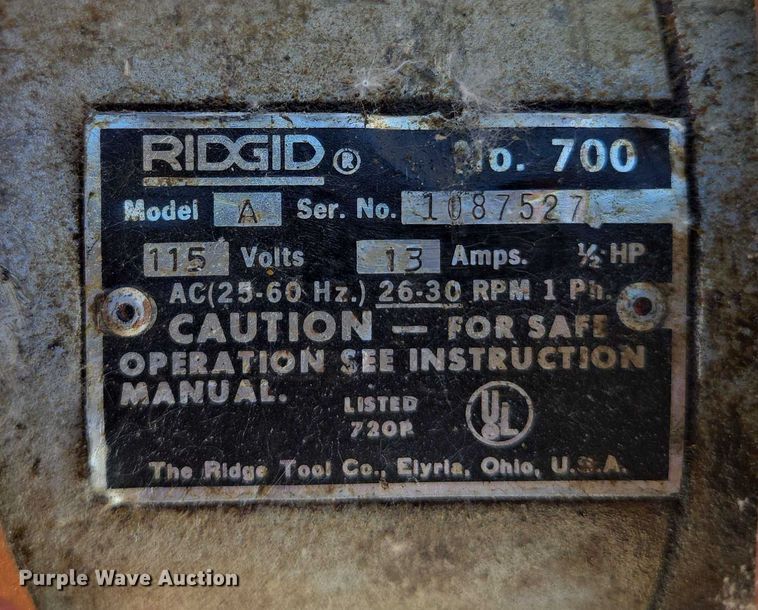 RIDGID ® No. 700
Model A Ser. No. 1087527
115 Volts 13 Amps. ½ HP
AC(25-60 Hz.) 26-30 RPM 1 Ph.
CAUTION — FOR SAFE
OPERATION SEE INSTRUCTION
MANUAL.
LISTED
720P
UL
The Ridge Tool Co., Elyria, Ohio, U.S.A.
Purple Wave Auction